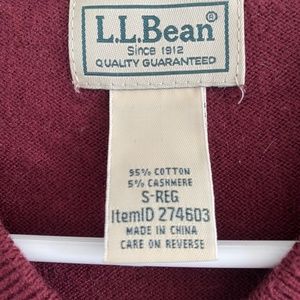 L.L.Bean®
Since 1912
QUALITY GUARANTEED
95% COTTON
5% CASHMERE
S-REG
ItemID 274603
MADE IN CHINA
CARE ON REVERSE